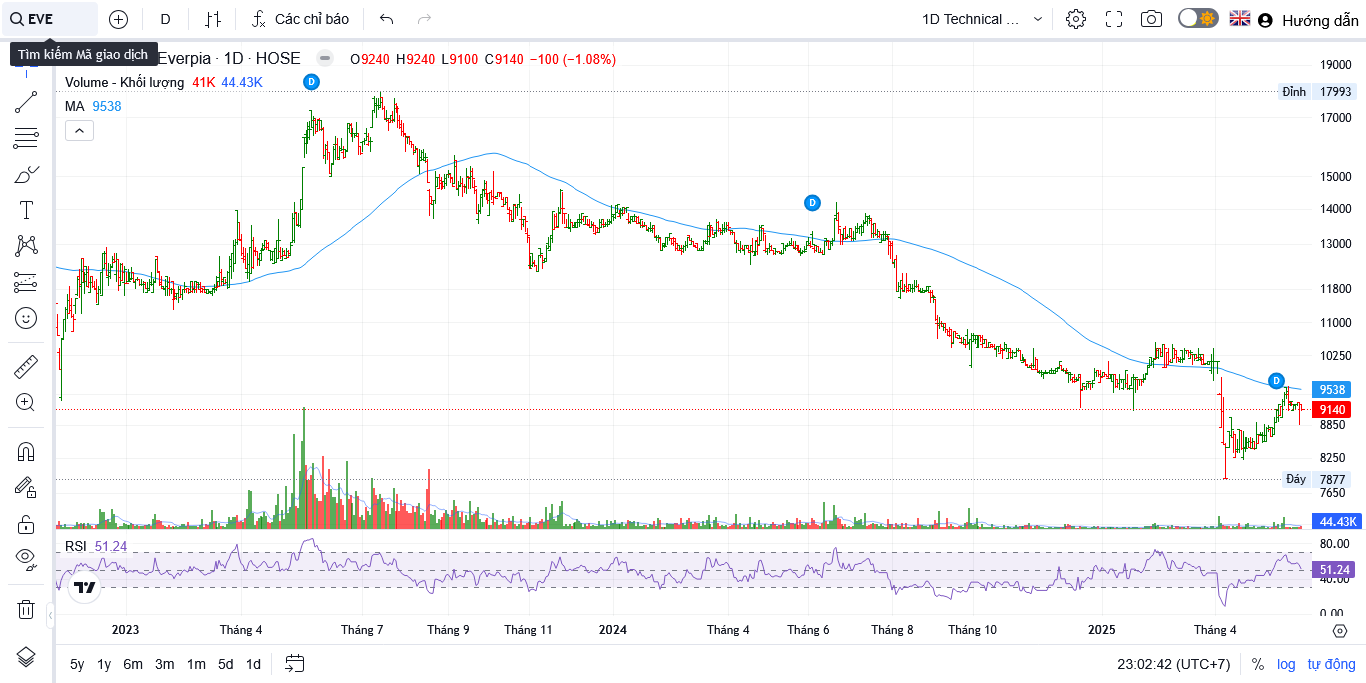 EVE D Các chỉ báo 1D Technical ... Hướng dẫn
Tìm kiếm Mã giao dịch
Everpia · 1D · HOSE O9240 H9240 L9100 C9140 −100 (−1.08%)
Volume - Khối lượng 41K 44.43K
MA 9538
D
D
D
19000
Đỉnh 17993
17000
15000
14000
13000
11800
11000
10250
9538
9140
8850
8250
Đáy 7877
7650
44.43K
RSI 51.24
80.00
51.24
40.00
0.00
2023 Tháng 4 Tháng 7 Tháng 9 Tháng 11 2024 Tháng 4 Tháng 6 Tháng 8 Tháng 10 2025 Tháng 4
5y 1y 6m 3m 1m 5d 1d 23:02:42 (UTC+7) % log tự động